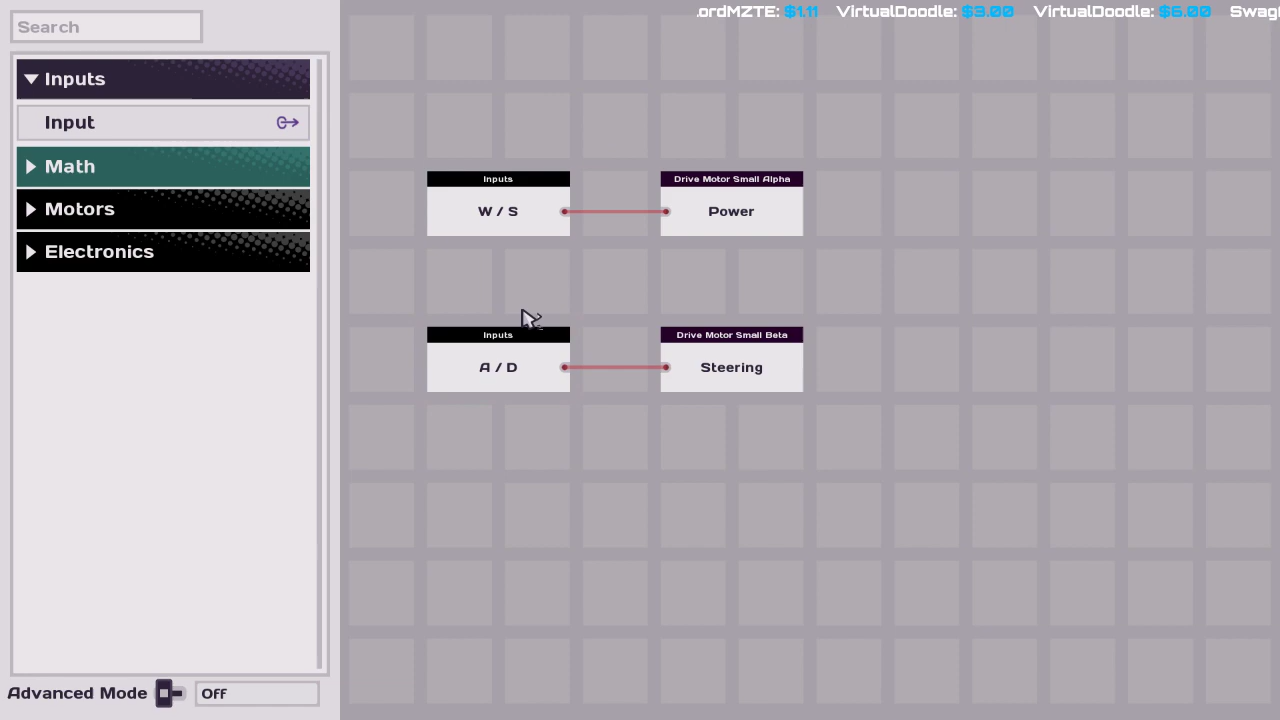 .ordMZTE: $1.11 VirtualDoodle: $3.00 VirtualDoodle: $6.00 Swag
Search
Inputs
Input
Math
Motors
Electronics
Inputs
W / S
Drive Motor Small Alpha
Power
Inputs
A / D
Drive Motor Small Beta
Steering
Advanced Mode
Off